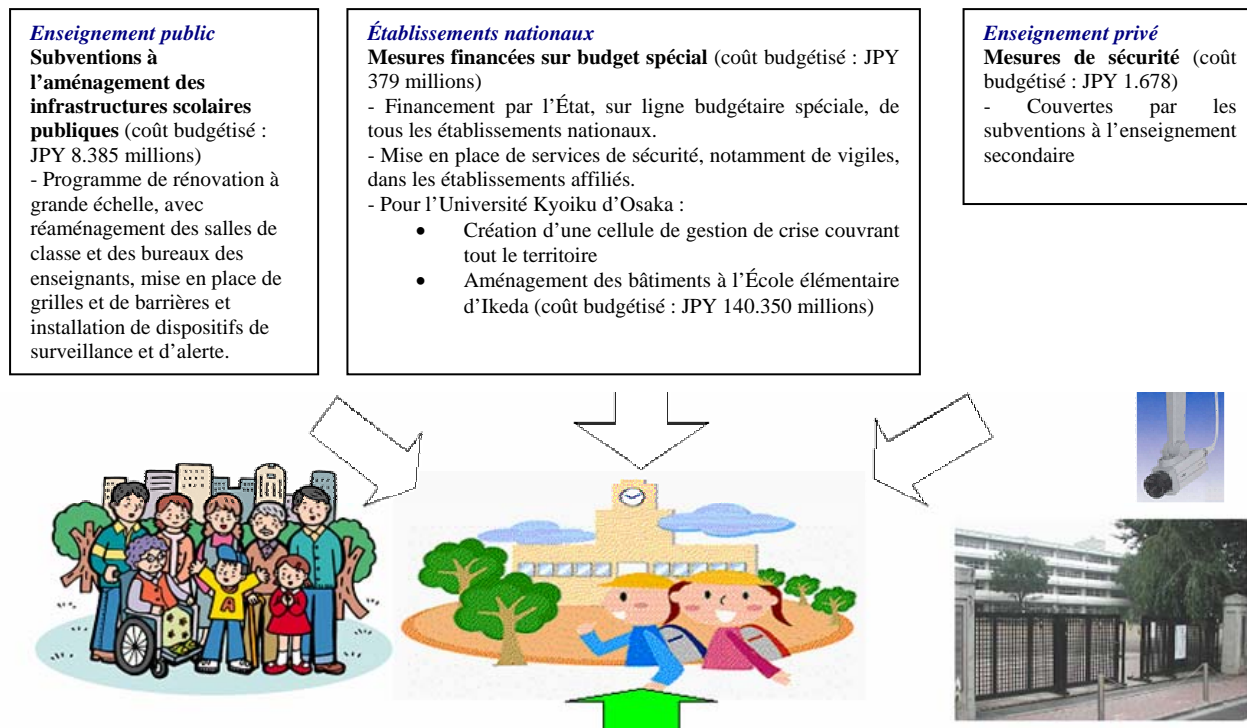 Enseignement public
Subventions à
l’aménagement des
infrastructures scolaires
publiques (coût budgétisé :
JPY 8.385 millions)
- Programme de rénovation à
grande échelle, avec
réaménagement des salles de
classe et des bureaux des
enseignants, mise en place de
grilles et de barrières et
installation de dispositifs de
surveillance et d’alerte.
Établissements nationaux
Mesures financées sur budget spécial (coût budgétisé : JPY
379 millions)
- Financement par l’État, sur ligne budgétaire spéciale, de
tous les établissements nationaux.
- Mise en place de services de sécurité, notamment de vigiles,
dans les établissements affiliés.
- Pour l’Université Kyoiku d’Osaka :
• Création d’une cellule de gestion de crise couvrant
tout le territoire
• Aménagement des bâtiments à l’École élémentaire
d’Ikeda (coût budgétisé : JPY 140.350 millions)
Enseignement privé
Mesures de sécurité (coût
budgétisé : JPY 1.678)
- Couvertes par les
subventions à l’enseignement
secondaire
A